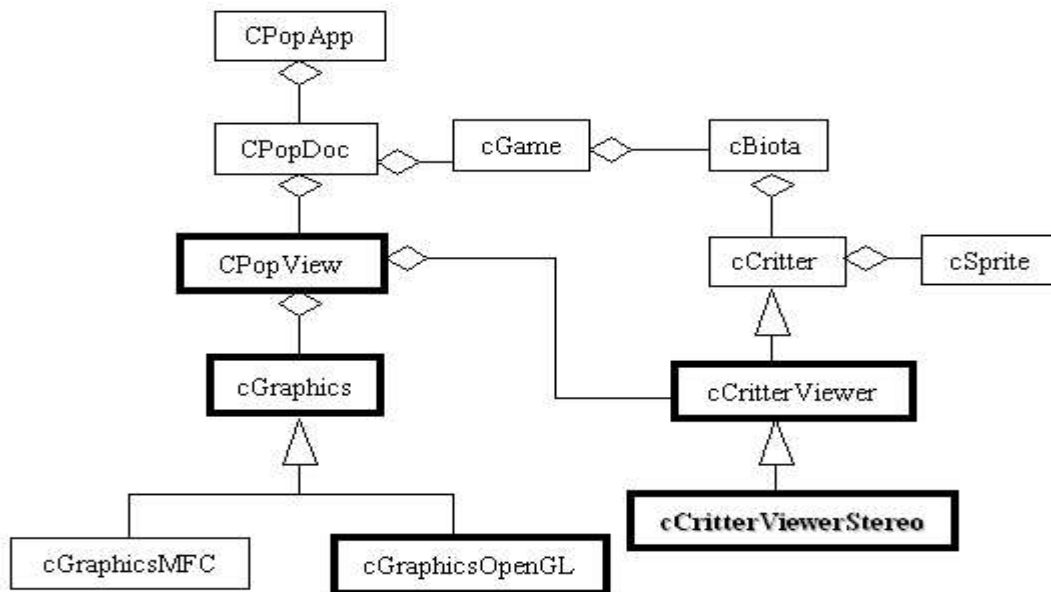 CPopApp
CPopDoc
cGame
cBiota
CPopView
cCritter
cSprite
cGraphics
cCritterViewer
cCritterViewerStereo
cGraphicsMFC
cGraphicsOpenGL